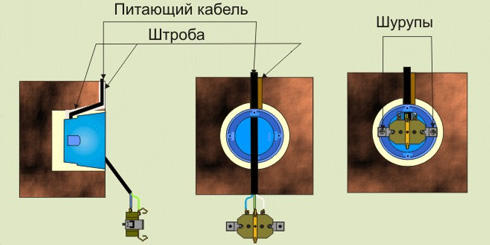 Питающий кабель
Штроба
Шурупы